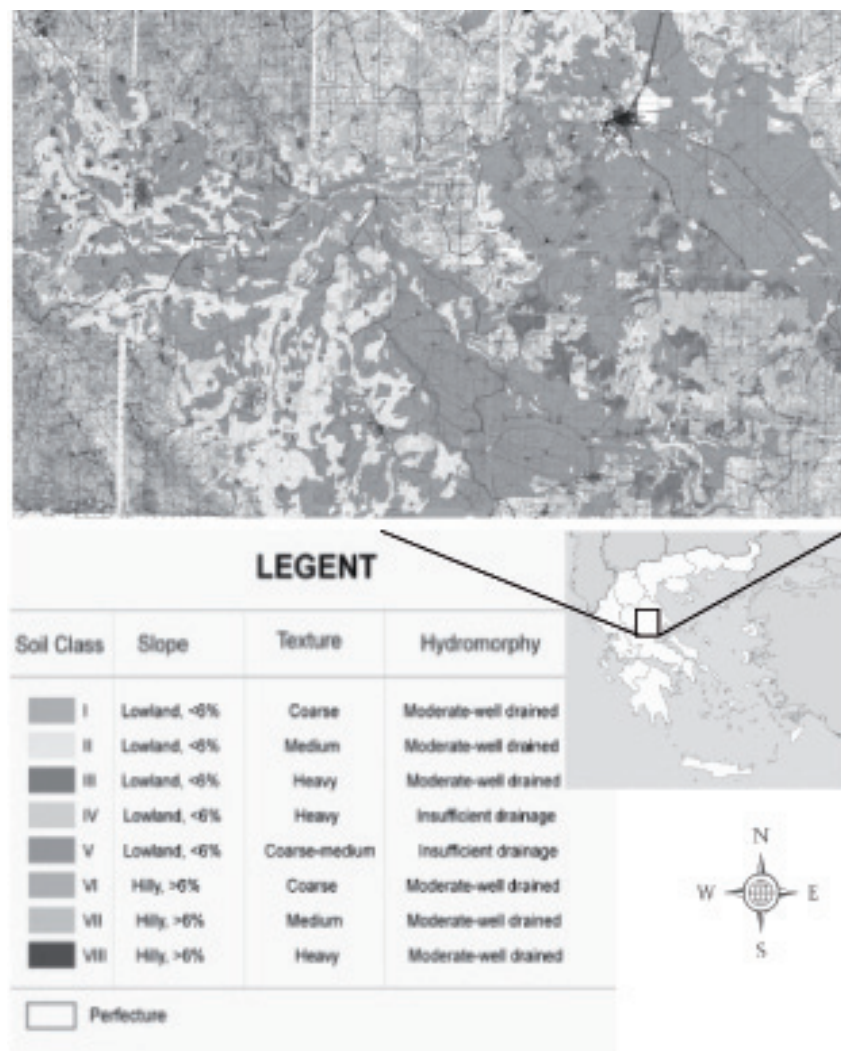 LEGENT
Soil Class Slope Texture Hydromorphy
I Lowland, <6% Coarse Moderate-well drained
II Lowland, <6% Medium Moderate-well drained
III Lowland, <6% Heavy Moderate-well drained
IV Lowland, <6% Heavy Insufficient drainage
V Lowland, <6% Coarse-medium Insufficient drainage
VI Hilly, >6% Coarse Moderate-well drained
VII Hilly, >6% Medium Moderate-well drained
VIII Hilly, >6% Heavy Moderate-well drained
Perfecture
N
W E
S